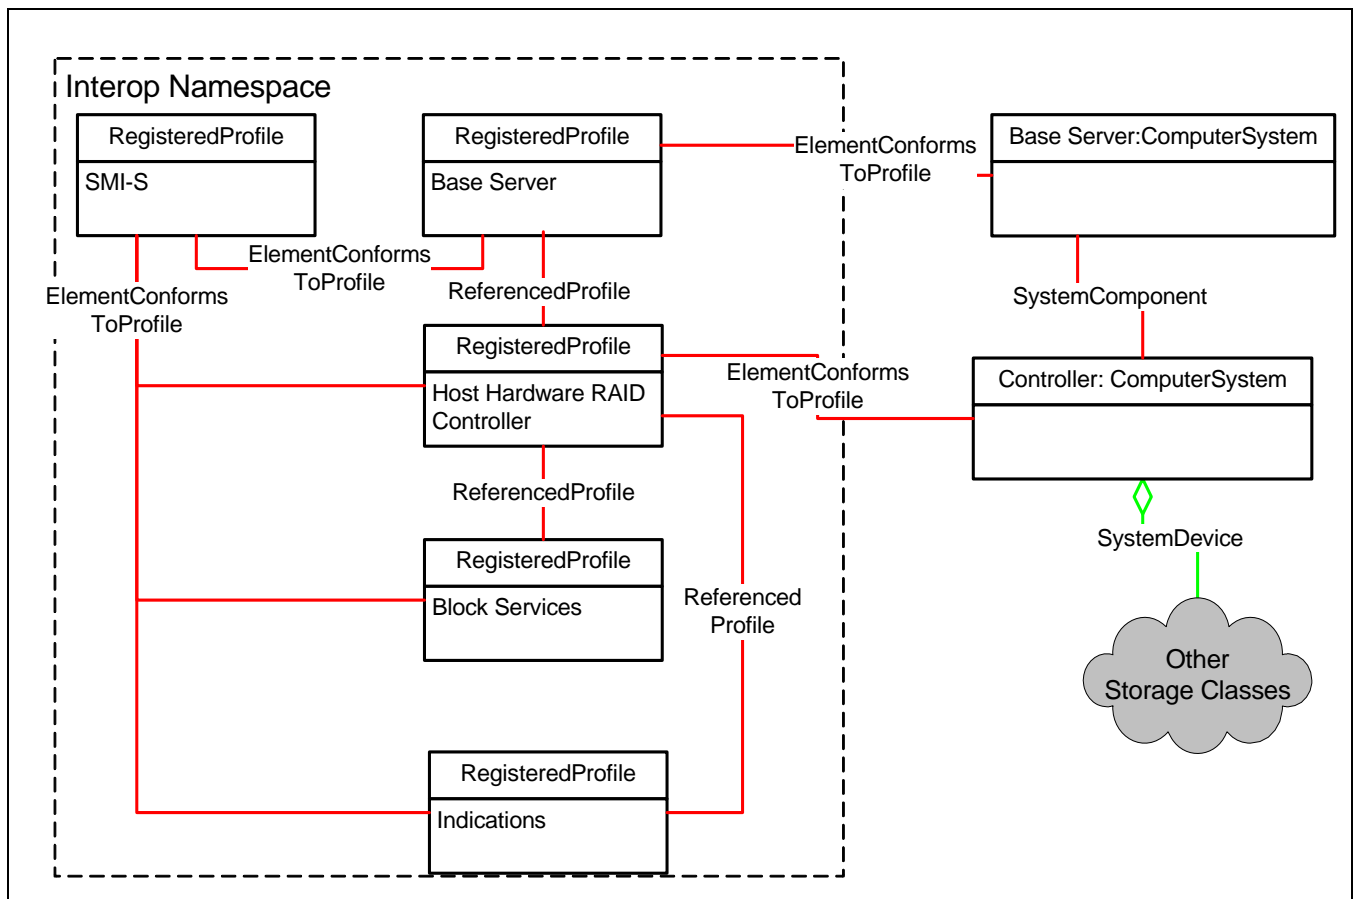 Interop Namespace
RegisteredProfile
SMI-S
RegisteredProfile
Base Server
ElementConforms
ToProfile
Base Server:ComputerSystem
ElementConforms
ToProfile
ElementConforms
ToProfile
ReferencedProfile
SystemComponent
RegisteredProfile
Host Hardware RAID
Controller
ElementConforms
ToProfile
Controller: ComputerSystem
ReferencedProfile
SystemDevice
RegisteredProfile
Block Services
Referenced
Profile
Other
Storage Classes
RegisteredProfile
Indications